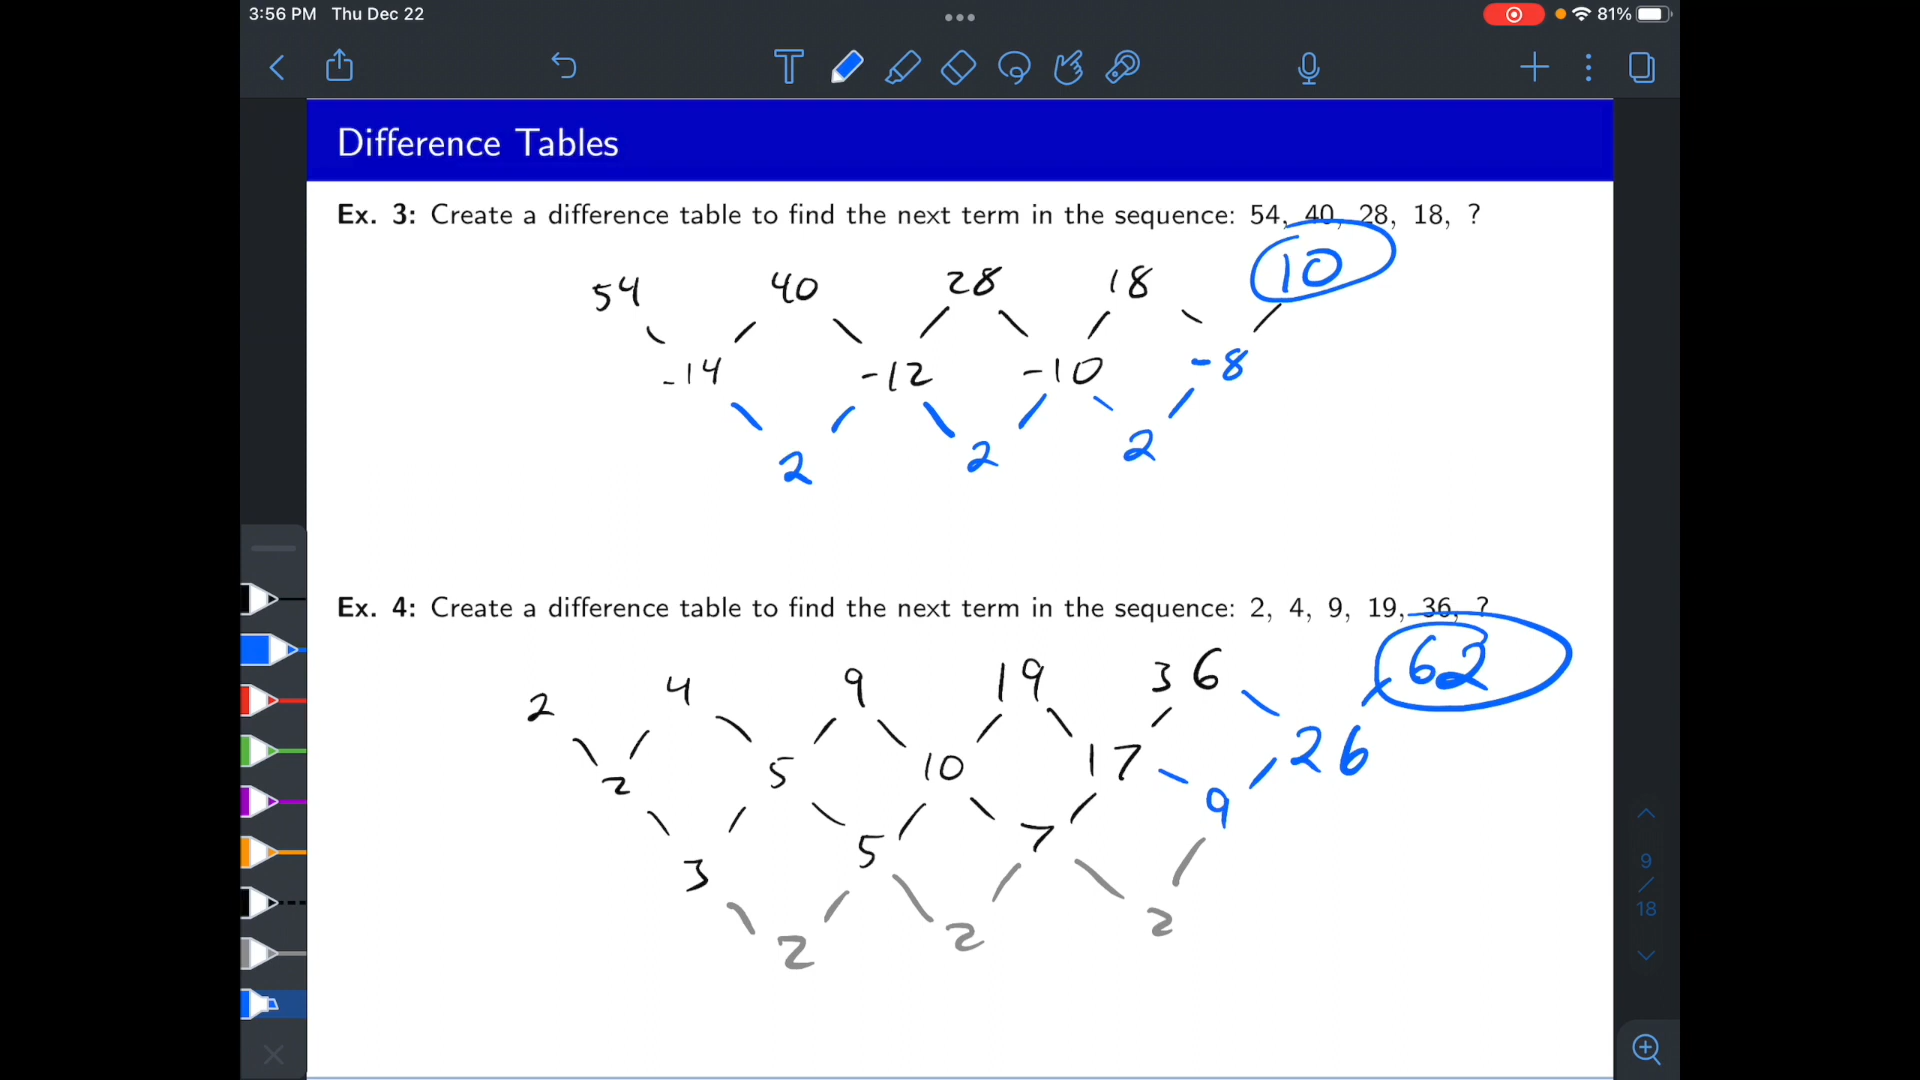 3:56 PM Thu Dec 22
81%
Difference Tables
Ex. 3: Create a difference table to find the next term in the sequence: 54, 40, 28, 18, ?
54 40 28 18 10
-14 -12 -10 -8
2 2 2
Ex. 4: Create a difference table to find the next term in the sequence: 2, 4, 9, 19, 36, ?
2 4 9 19 36 62
2 5 10 17 26
3 5 7 9
2 2 2
9
/
18